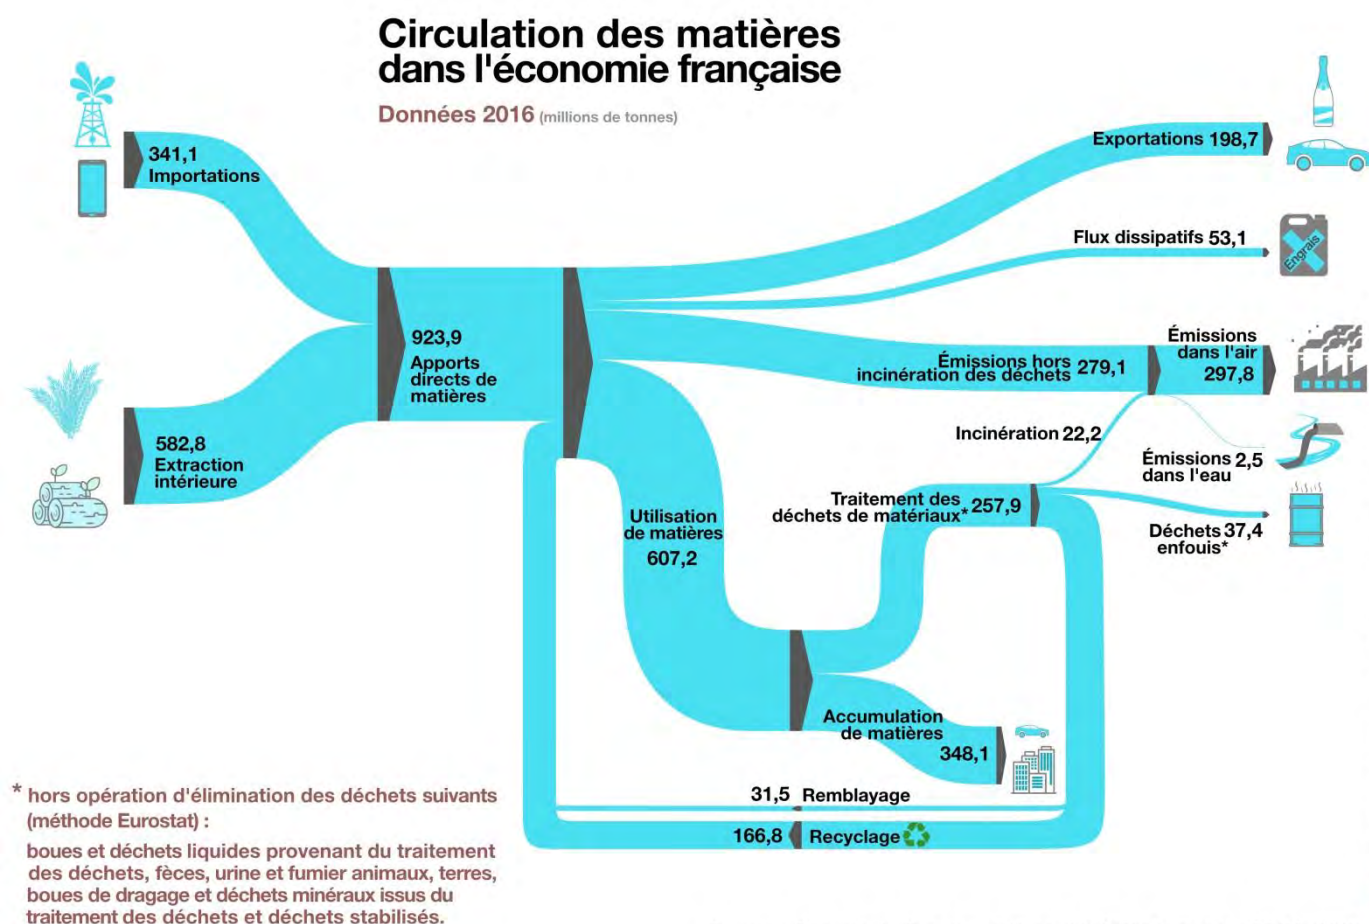 Circulation des matières
dans l'économie française
Données 2016 (millions de tonnes)
341,1
Importations
582,8
Extraction
intérieure
923,9
Apports
directs de
matières
Exportations 198,7
Flux dissipatifs 53,1
Engrais
Émissions hors
incinération des déchets 279,1
Émissions
dans l'air
297,8
Incinération 22,2
Émissions 2,5
dans l'eau
Traitement des
déchets de matériaux* 257,9
Déchets 37,4
enfouis*
Utilisation
de matières
607,2
Accumulation
de matières
348,1
31,5 Remblayage
166,8 Recyclage
* hors opération d'élimination des déchets suivants
(méthode Eurostat) :
boues et déchets liquides provenant du traitement
des déchets, fèces, urine et fumier animaux, terres,
boues de dragage et déchets minéraux issus du
traitement des déchets et déchets stabilisés.